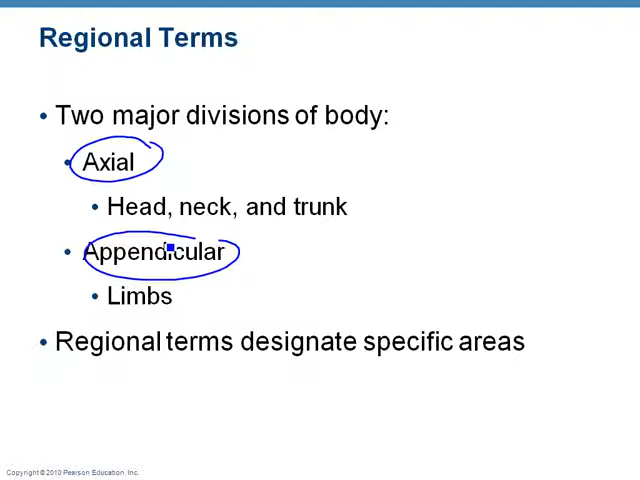 Regional Terms
• Two major divisions of body:
• Axial
• Head, neck, and trunk
• Appendicular
• Limbs
• Regional terms designate specific areas
Copyright © 2010 Pearson Education, Inc.